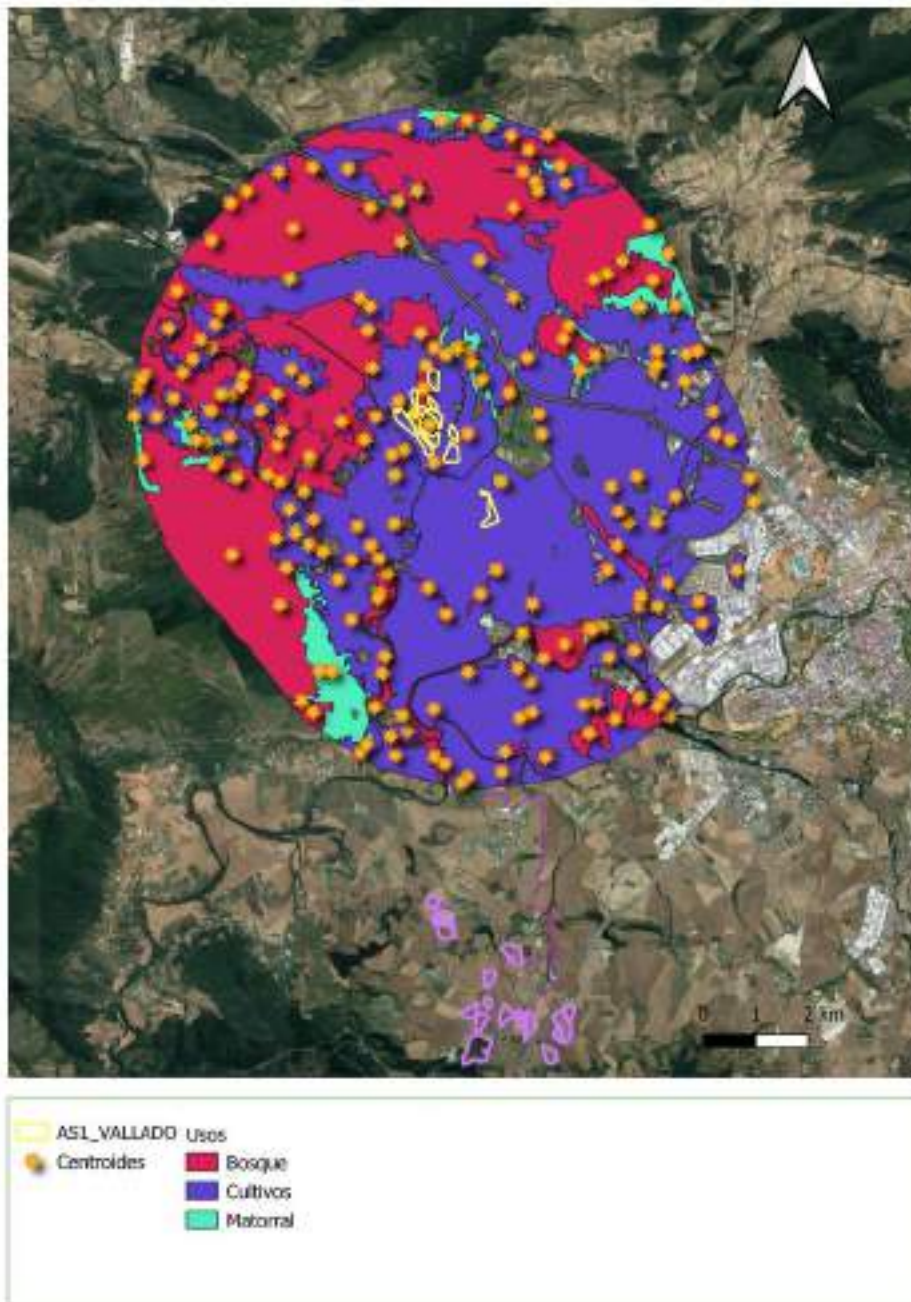 0 1 2 km
AS1_VALLADO Usos
Centroides
Bosque
Cultivos
Matorral